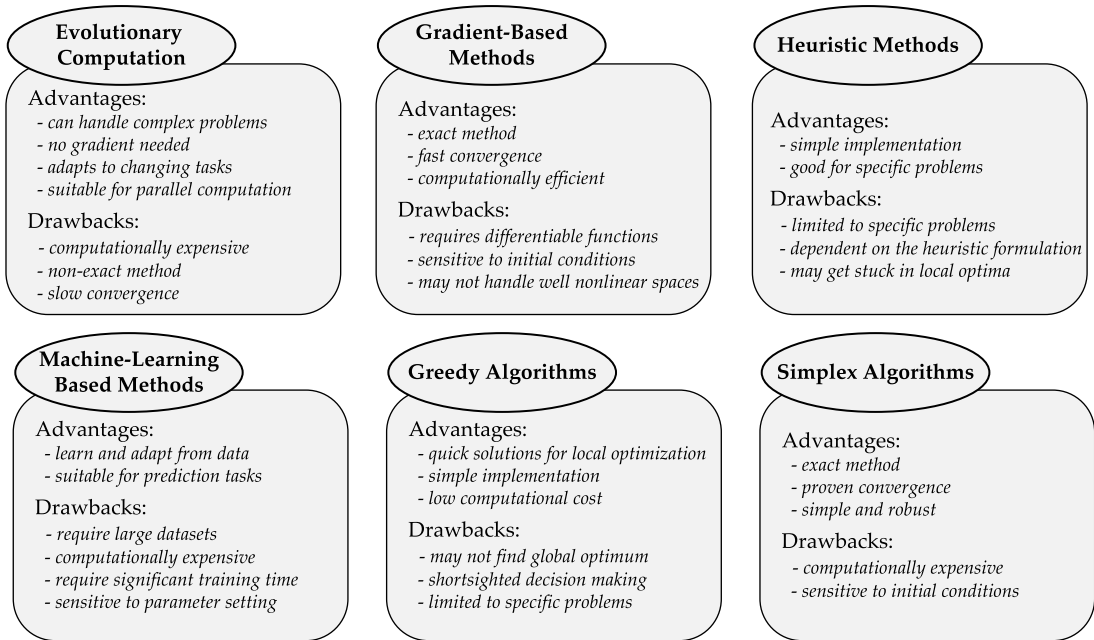 Evolutionary
Computation
Advantages:
- can handle complex problems
- no gradient needed
- adapts to changing tasks
- suitable for parallel computation
Drawbacks:
- computationally expensive
- non-exact method
- slow convergence
Gradient-Based
Methods
Advantages:
- exact method
- fast convergence
- computationally efficient
Drawbacks:
- requires differentiable functions
- sensitive to initial conditions
- may not handle well nonlinear spaces
Heuristic Methods
Advantages:
- simple implementation
- good for specific problems
Drawbacks:
- limited to specific problems
- dependent on the heuristic formulation
- may get stuck in local optima
Machine-Learning
Based Methods
Advantages:
- learn and adapt from data
- suitable for prediction tasks
Drawbacks:
- require large datasets
- computationally expensive
- require significant training time
- sensitive to parameter setting
Greedy Algorithms
Advantages:
- quick solutions for local optimization
- simple implementation
- low computational cost
Drawbacks:
- may not find global optimum
- shortsighted decision making
- limited to specific problems
Simplex Algorithms
Advantages:
- exact method
- proven convergence
- simple and robust
Drawbacks:
- computationally expensive
- sensitive to initial conditions